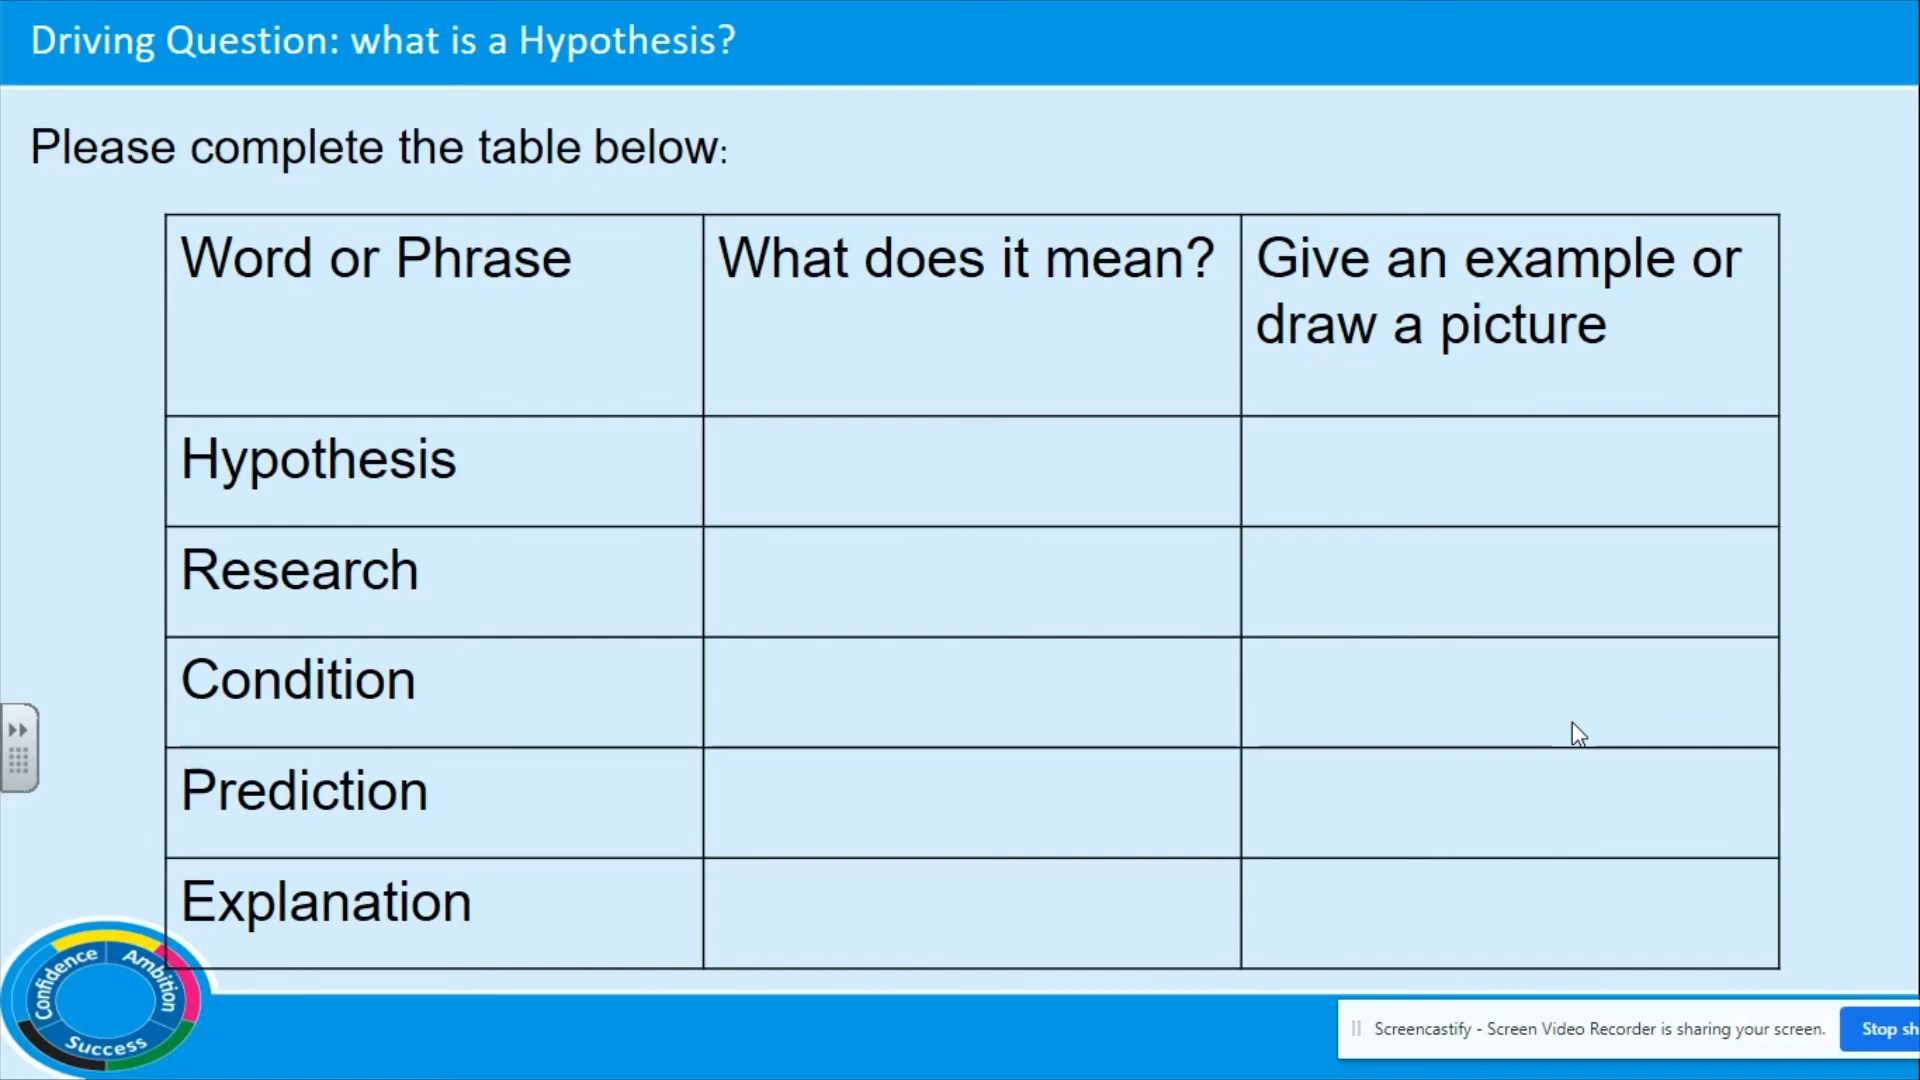 Driving Question: what is a Hypothesis?
Please complete the table below:
Word or Phrase
What does it mean?
Give an example or
draw a picture
Hypothesis
Research
Condition
Prediction
Explanation
Confidence
Ambition
Success
Screencastify - Screen Video Recorder is sharing your screen.
Stop sh